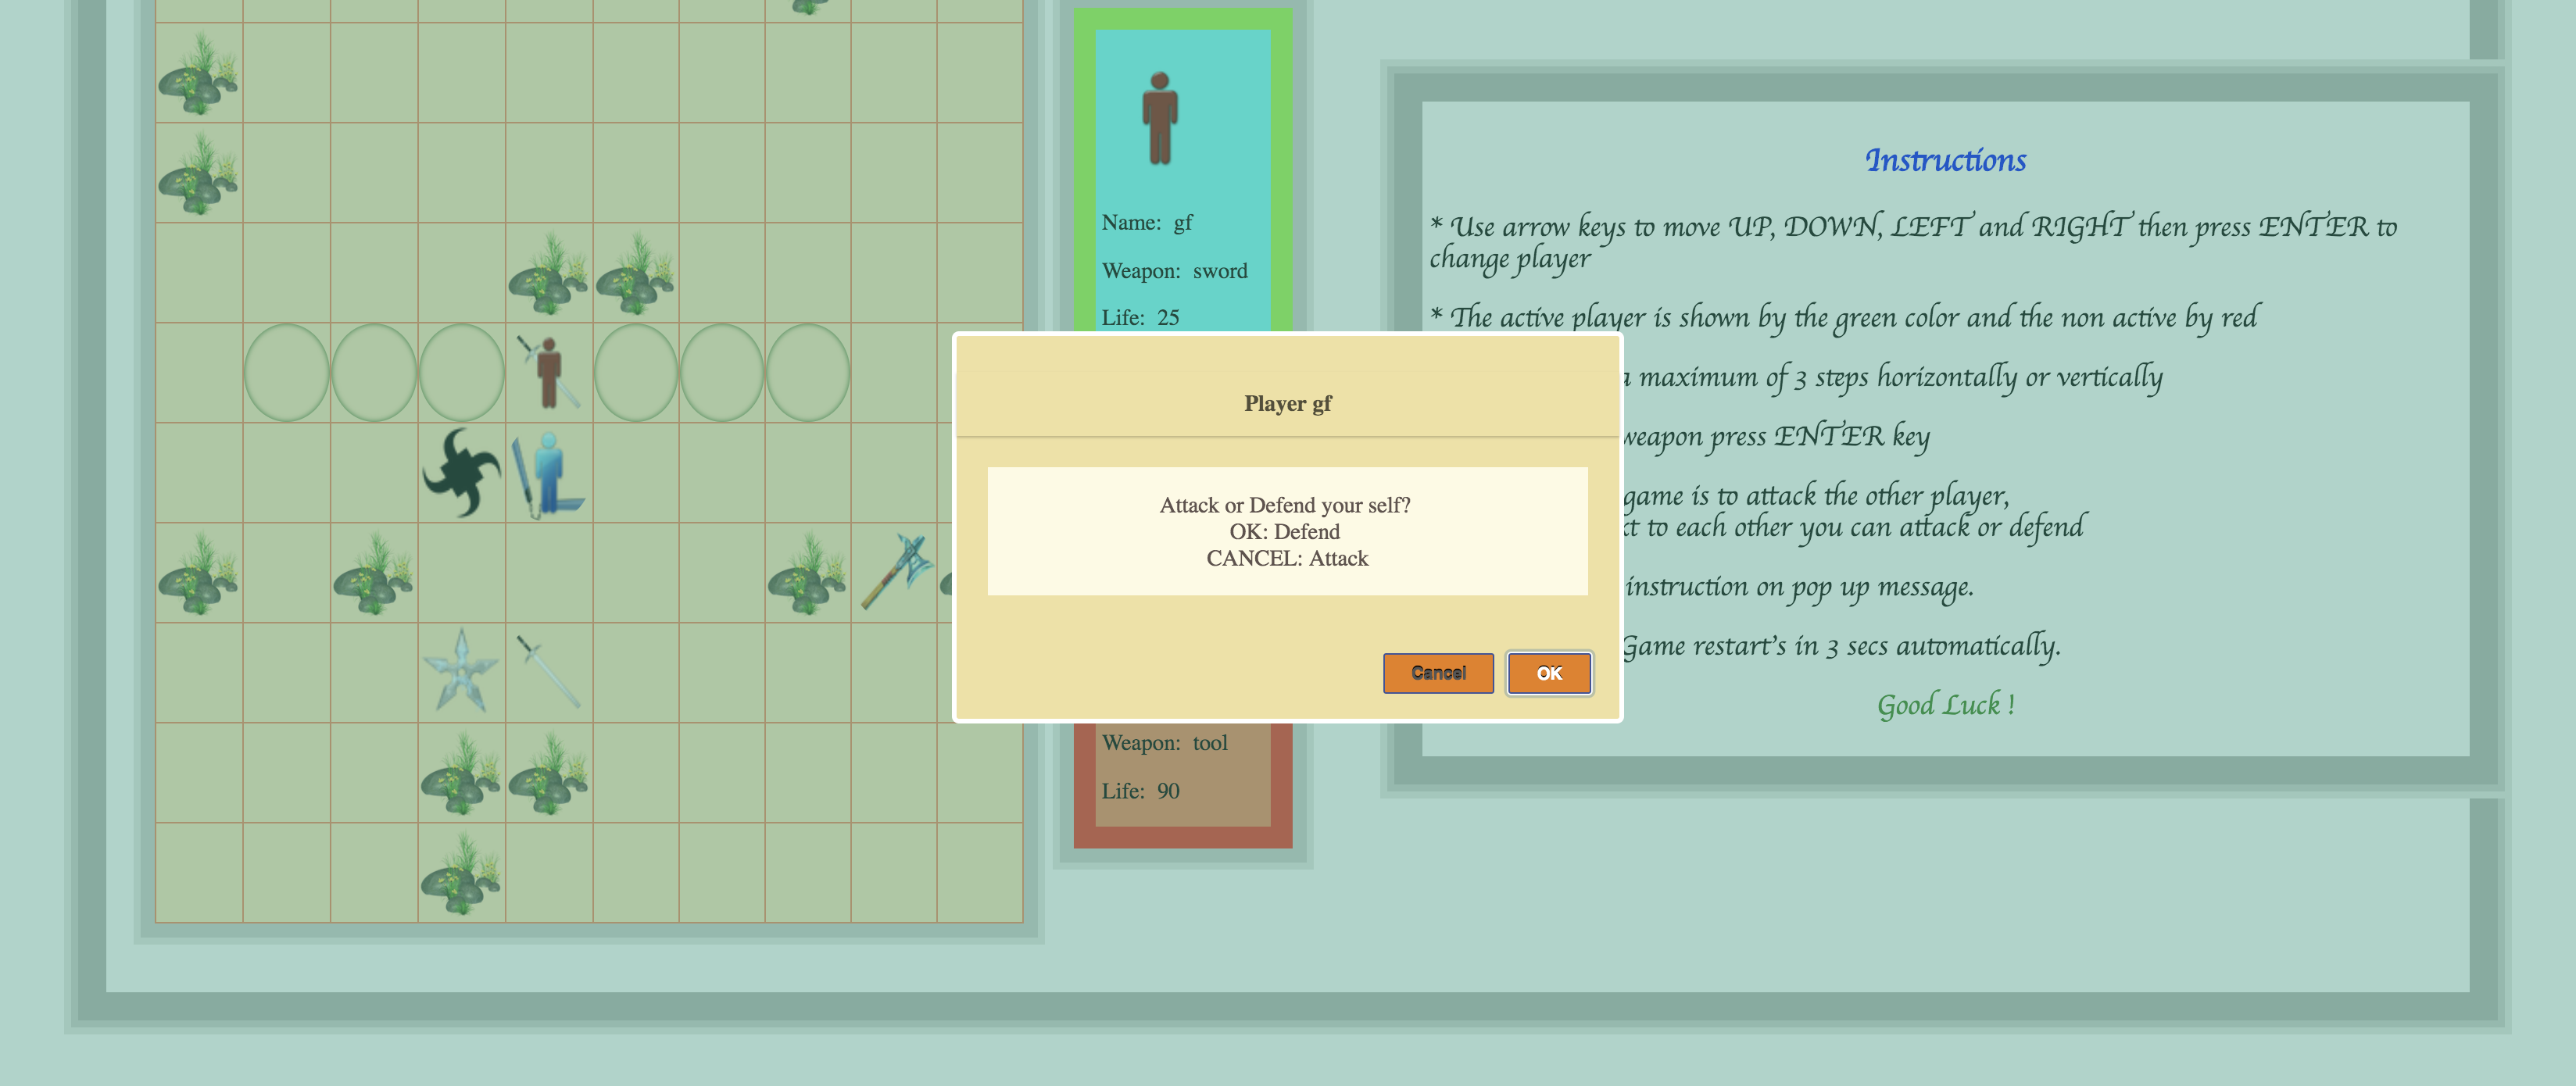 Name: gf
Weapon: sword
Life: 25
Player gf
Attack or Defend your self?
OK: Defend
CANCEL: Attack
Cancel
OK
Weapon: tool
Life: 90
Instructions
* Use arrow keys to move UP, DOWN, LEFT and RIGHT then press ENTER to
change player
* The active player is shown by the green color and the non active by red
a maximum of 3 steps horizontally or vertically
weapon press ENTER key
game is to attack the other player,
to each other you can attack or defend
instruction on pop up message.
Game restart's in 3 secs automatically.
Good Luck !